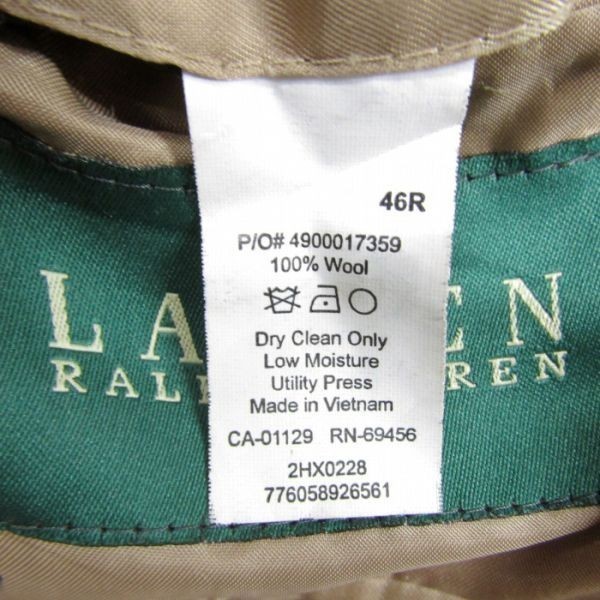 46R
P/O# 4900017359
100% Wool
Dry Clean Only
Low Moisture
Utility Press
Made in Vietnam
CA-01129 RN-69456
2HX0228
776058926561
LA EN
RAL REN